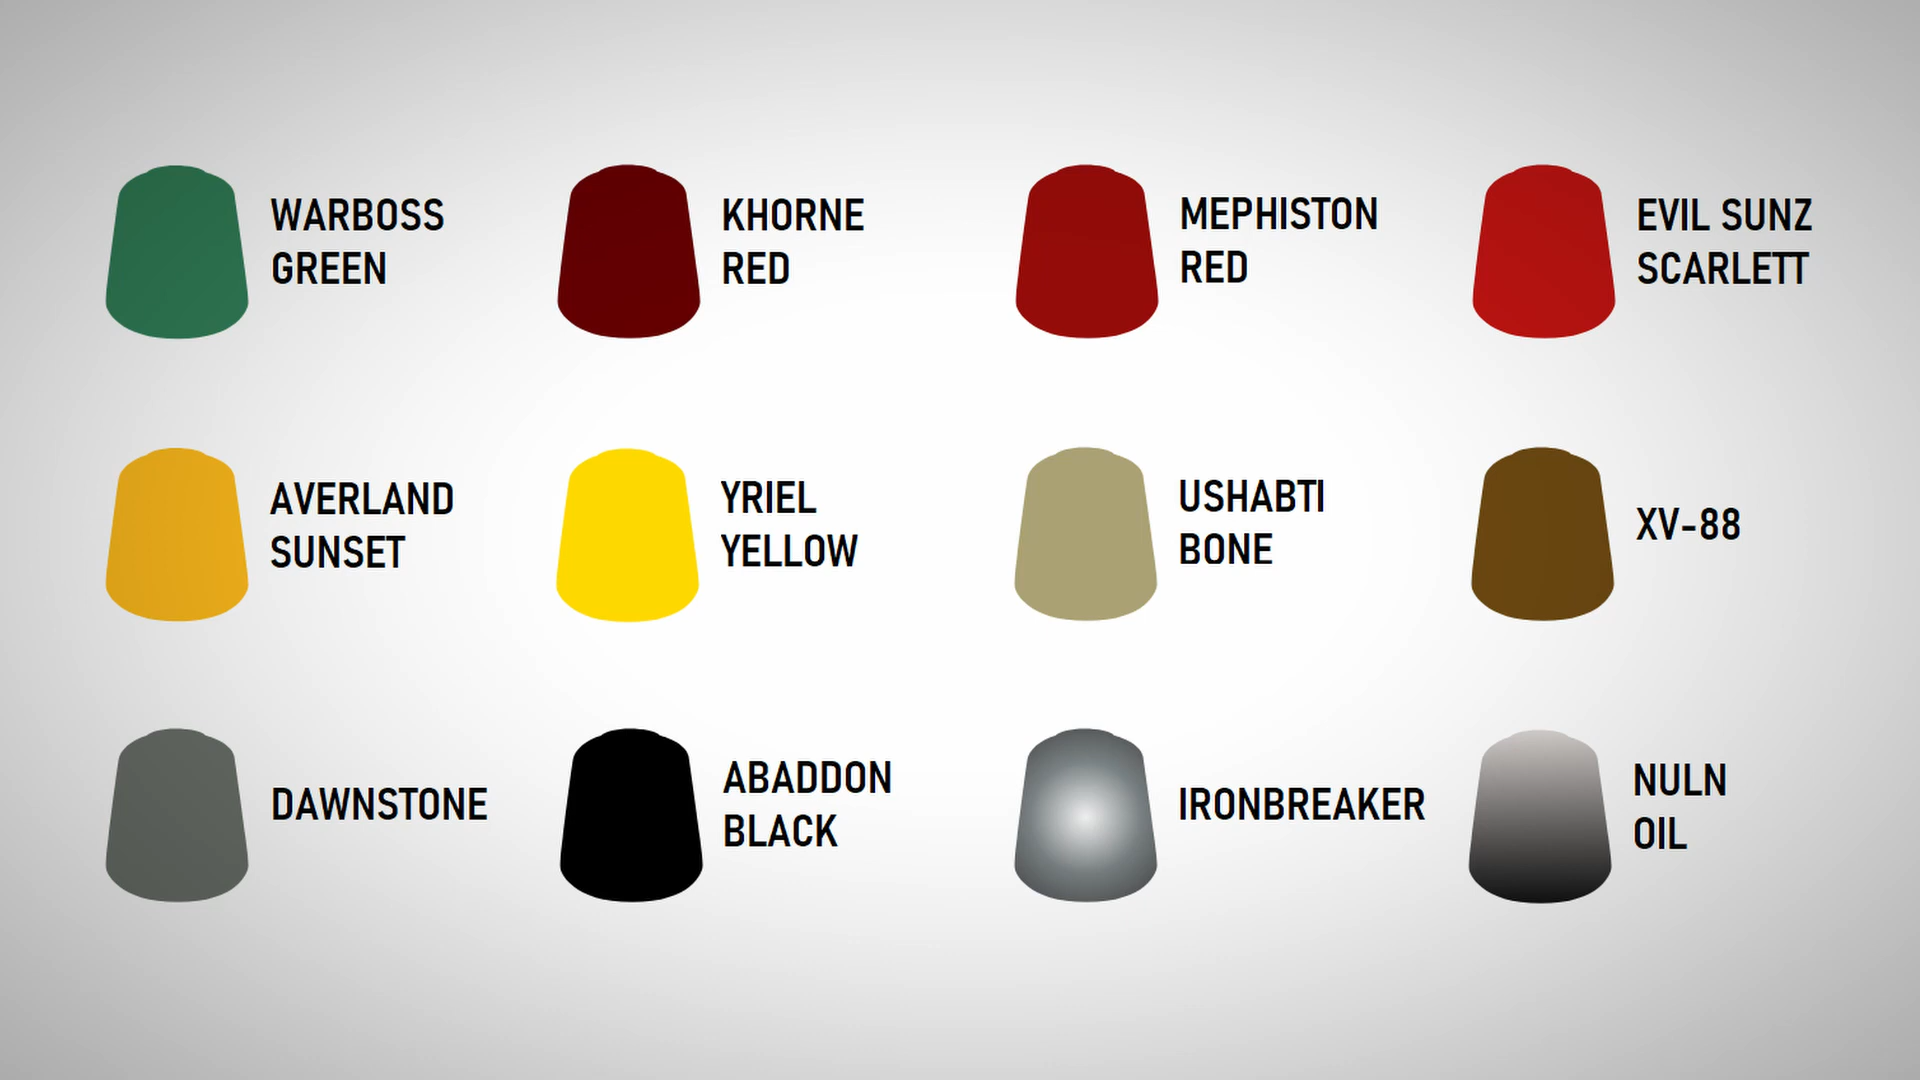 WARBOSS
GREEN
KHORNE
RED
MEPHISTON
RED
EVIL SUNZ
SCARLETT
AVERLAND
SUNSET
YRIEL
YELLOW
USHABTI
BONE
XV-88
DAWNSTONE
ABADDON
BLACK
IRONBREAKER
NULN
OIL